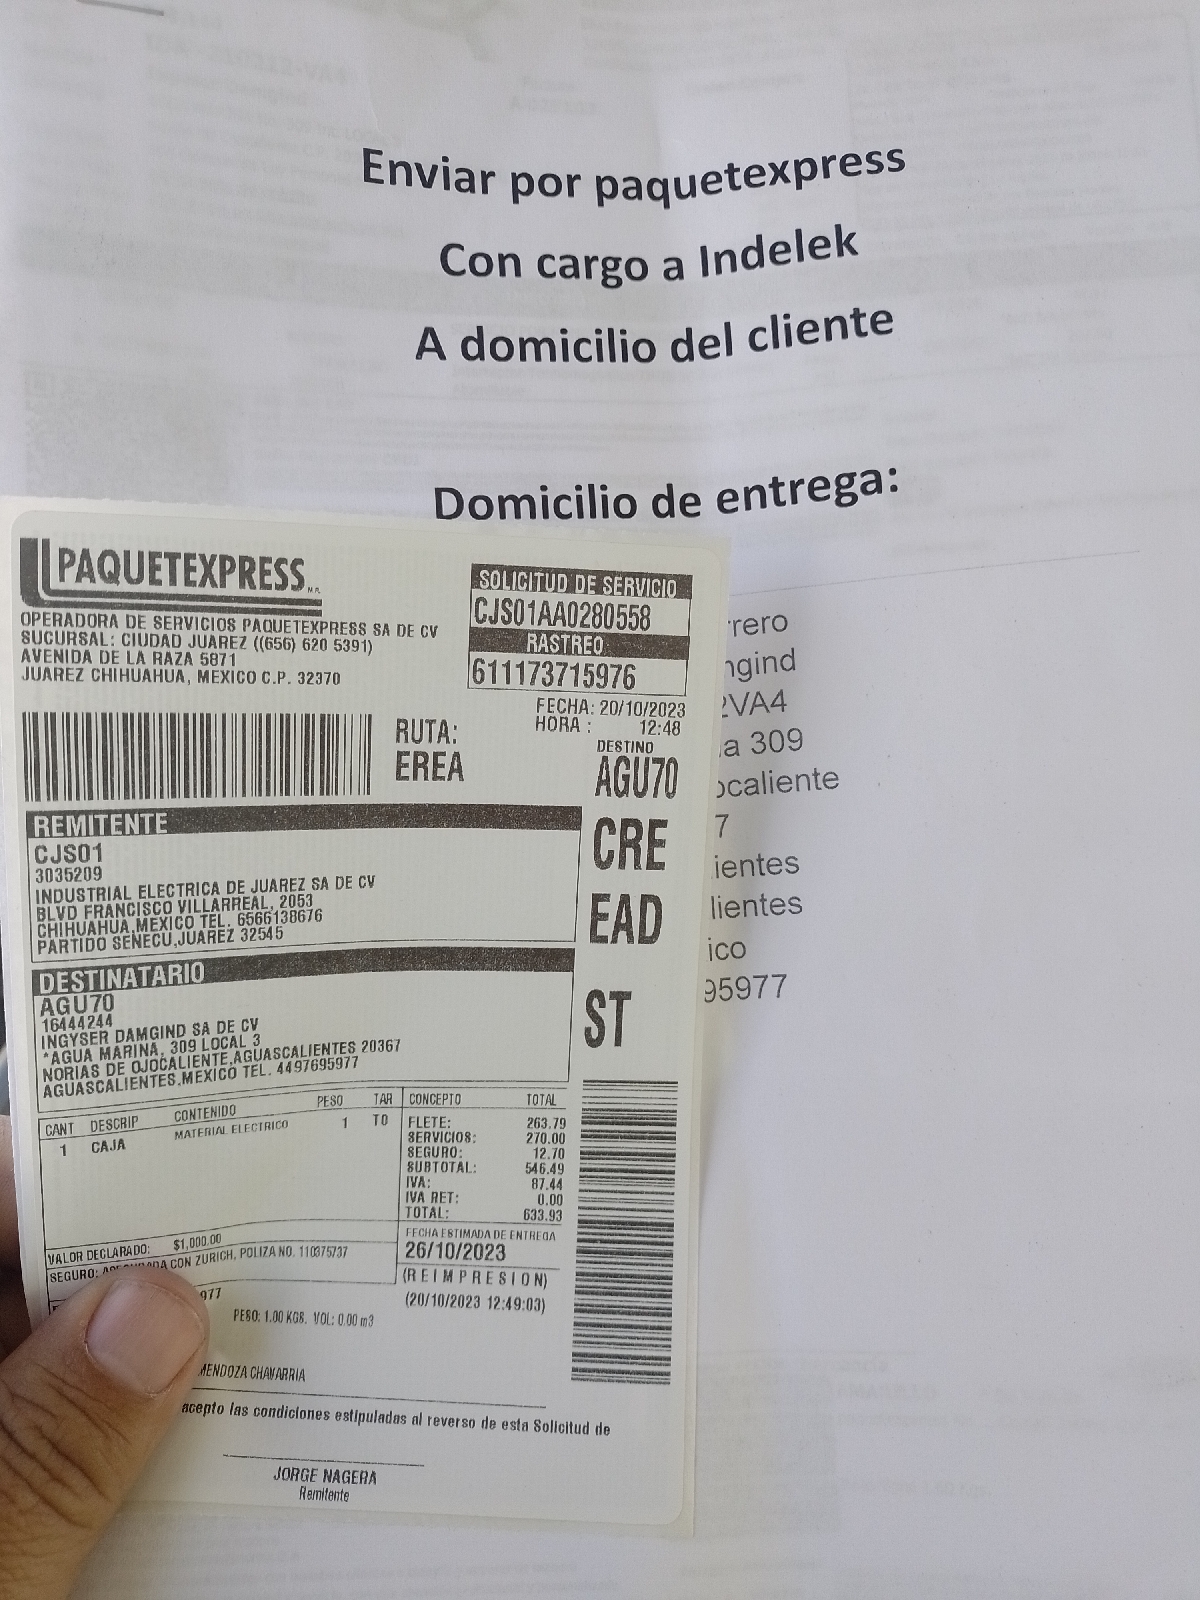 Enviar por paquetexpress
Con cargo a Indelek
A domicilio del cliente
Domicilio de entrega:
rrero
ngind
2VA4
a 309
ocaliente
7
ientes
lientes
ico
95977
PAQUETEXPRESS M.R.
OPERADORA DE SERVICIOS PAQUETEXPRESS SA DE CV
SUCURSAL: CIUDAD JUAREZ ((656) 620 5391)
AVENIDA DE LA RAZA 5871
JUAREZ CHIHUAHUA, MEXICO C.P. 32370
SOLICITUD DE SERVICIO
CJS01AA0280558
RASTREO
611173715976
FECHA: 20/10/2023
HORA : 12:48
RUTA:
EREA
DESTINO
AGU70
CRE
EAD
ST
REMITENTE
CJS01
3035209
INDUSTRIAL ELECTRICA DE JUAREZ SA DE CV
BLVD FRANCISCO VILLARREAL, 2053
CHIHUAHUA,MEXICO TEL. 6566138676
PARTIDO SENECU,JUAREZ 32545
DESTINATARIO
AGU70
16444244
INGYSER DAMGIND SA DE CV
*AGUA MARINA, 309 LOCAL 3
NORIAS DE OJOCALIENTE,AGUASCALIENTES 20367
AGUASCALIENTES,MEXICO TEL. 4497695977
CANT DESCRIP CONTENIDO PESO TAR
1 CAJA MATERIAL ELECTRICO 1 T0
CONCEPTO TOTAL
FLETE: 263.79
SERVICIOS: 270.00
SEGURO: 12.70
SUBTOTAL: 546.49
IVA: 87.44
IVA RET: 0.00
TOTAL: 633.93
VALOR DECLARADO: $1,000.00
SEGURO: CON ZURICH, POLIZA NO. 110375737
FECHA ESTIMADA DE ENTREGA
26/10/2023
(REIMPRESION)
(20/10/2023 12:49:03)
977
PESO: 1.00 KGS. VOL: 0.00 m3
MENDOZA CHAVARRIA
acepto las condiciones estipuladas al reverso de esta Solicitud de
JORGE NAGERA
Remitente